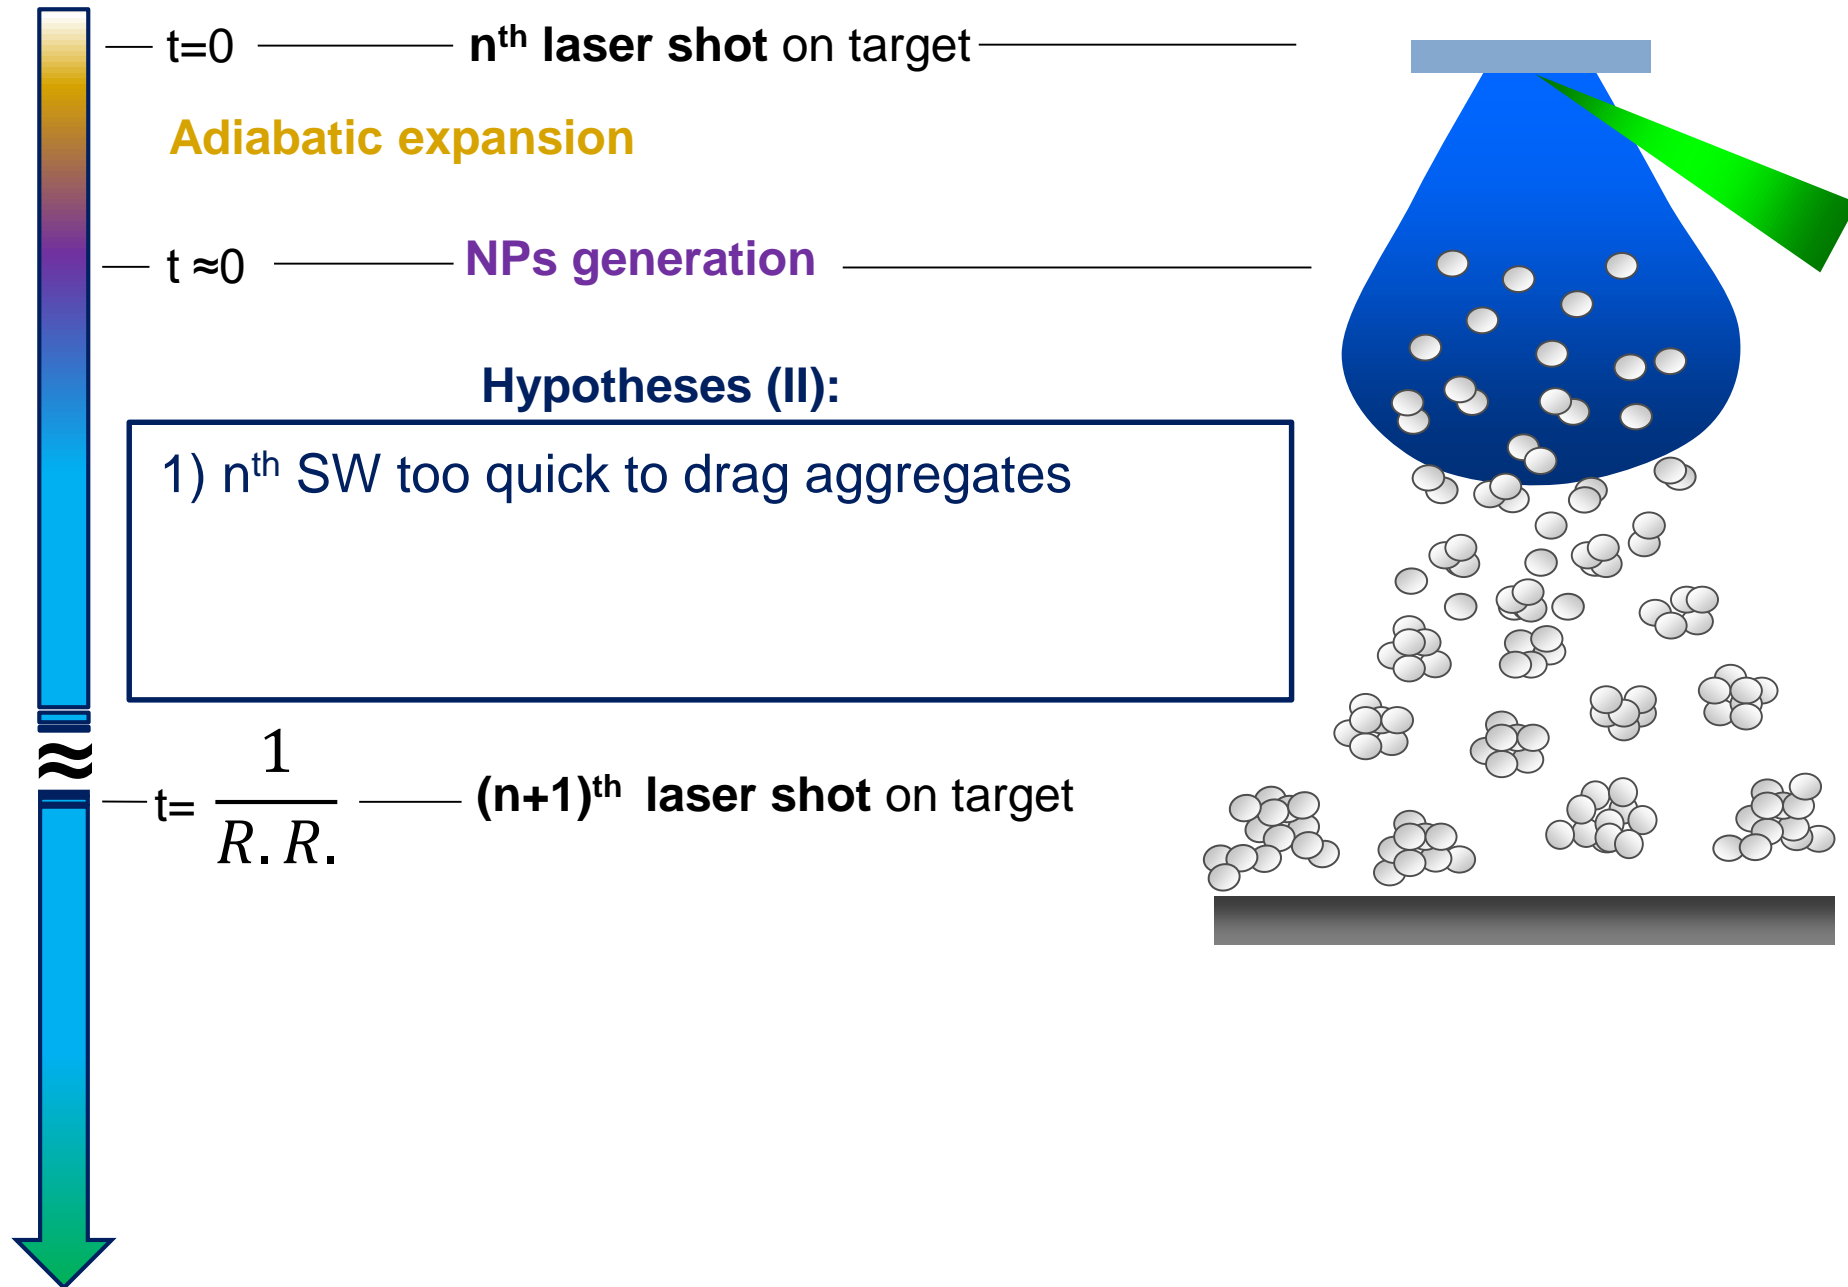 t=0 nth laser shot on target
Adiabatic expansion
t ≈0 NPs generation
Hypotheses (II):
1) nth SW too quick to drag aggregates
≈
t= 1/R.R. (n+1)th laser shot on target